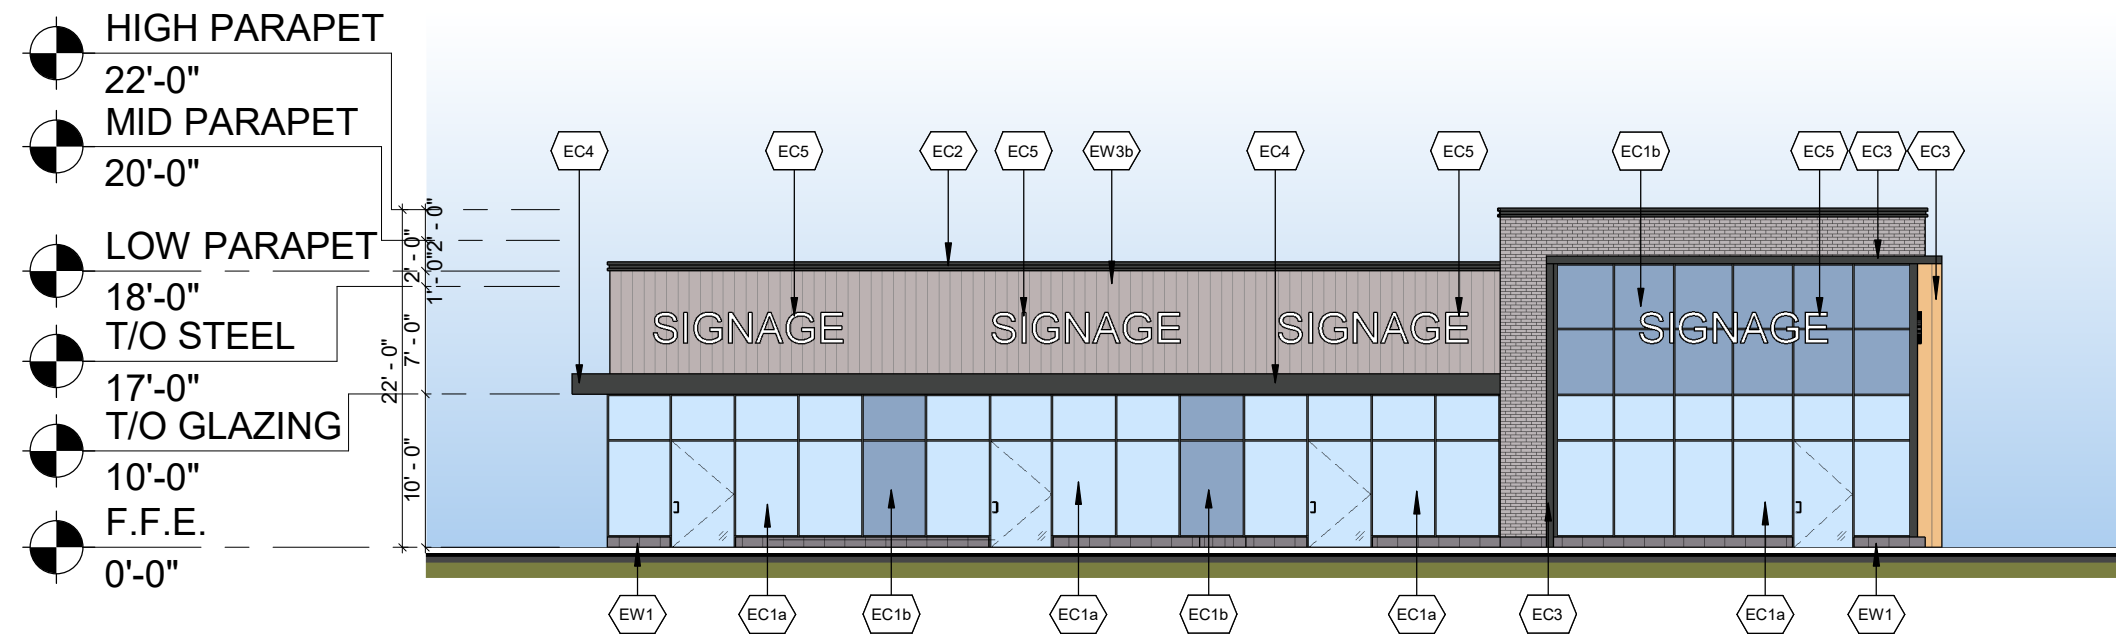 HIGH PARAPET
22'-0"
MID PARAPET
20'-0"
LOW PARAPET
18'-0"
T/O STEEL
17'-0"
T/O GLAZING
10'-0"
F.F.E.
0'-0"
22' - 0"
2' - 0"
2' - 0"
1' - 0"
7' - 0"
10' - 0"
EC4
EC5
EC2
EC5
EW3b
EC4
EC5
EC1b
EC5
EC3
EC3
SIGNAGE
SIGNAGE
SIGNAGE
SIGNAGE
EW1
EC1a
EC1b
EC1a
EC1b
EC1a
EC3
EC1a
EW1